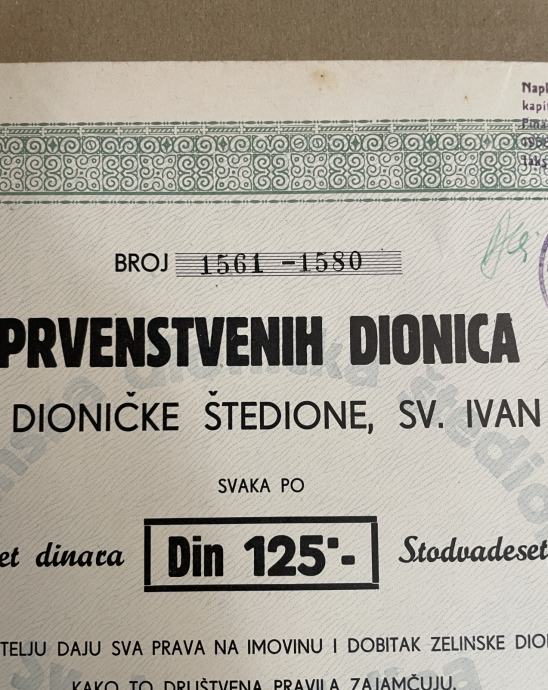 BROJ 1561 - 1580
PRVENSTVENIH DIONICA
DIONIČKE ŠTEDIONE, SV. IVAN
SVAKA PO
et dinara Din 125·- Stodvadeset
TELJU DAJU SVA PRAVA NA IMOVINU I DOBITAK ZELINSKE DIO
KAKO TO DRUŠTVENA PRAVILA ZAJAMČUJU.